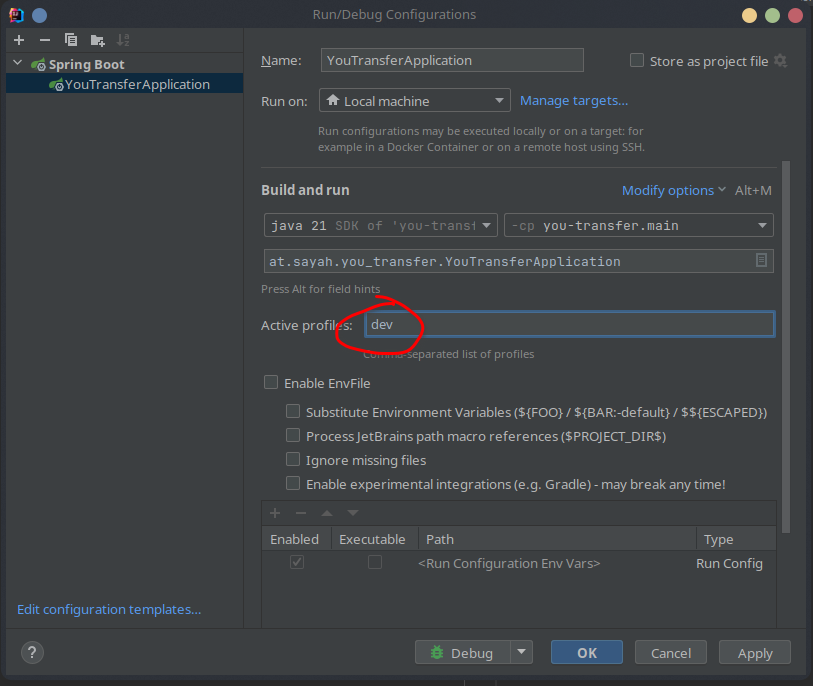 Run/Debug Configurations
Spring Boot
YouTransferApplication
Edit configuration templates...
Name: YouTransferApplication Store as project file
Run on: Local machine Manage targets...
Run configurations may be executed locally or on a target: for
example in a Docker Container or on a remote host using SSH.
Build and run Modify options Alt+M
java 21 SDK of 'you-transf -cp you-transfer.main
at.sayah.you_transfer.YouTransferApplication
Press Alt for field hints
Active profiles: dev
Comma-separated list of profiles
Enable EnvFile
Substitute Environment Variables (${FOO} / ${BAR:-default} / $${ESCAPED})
Process JetBrains path macro references ($PROJECT_DIR$)
Ignore missing files
Enable experimental integrations (e.g. Gradle) - may break any time!
Enabled Executable Path Type
<Run Configuration Env Vars> Run Config
? Debug OK Cancel Apply